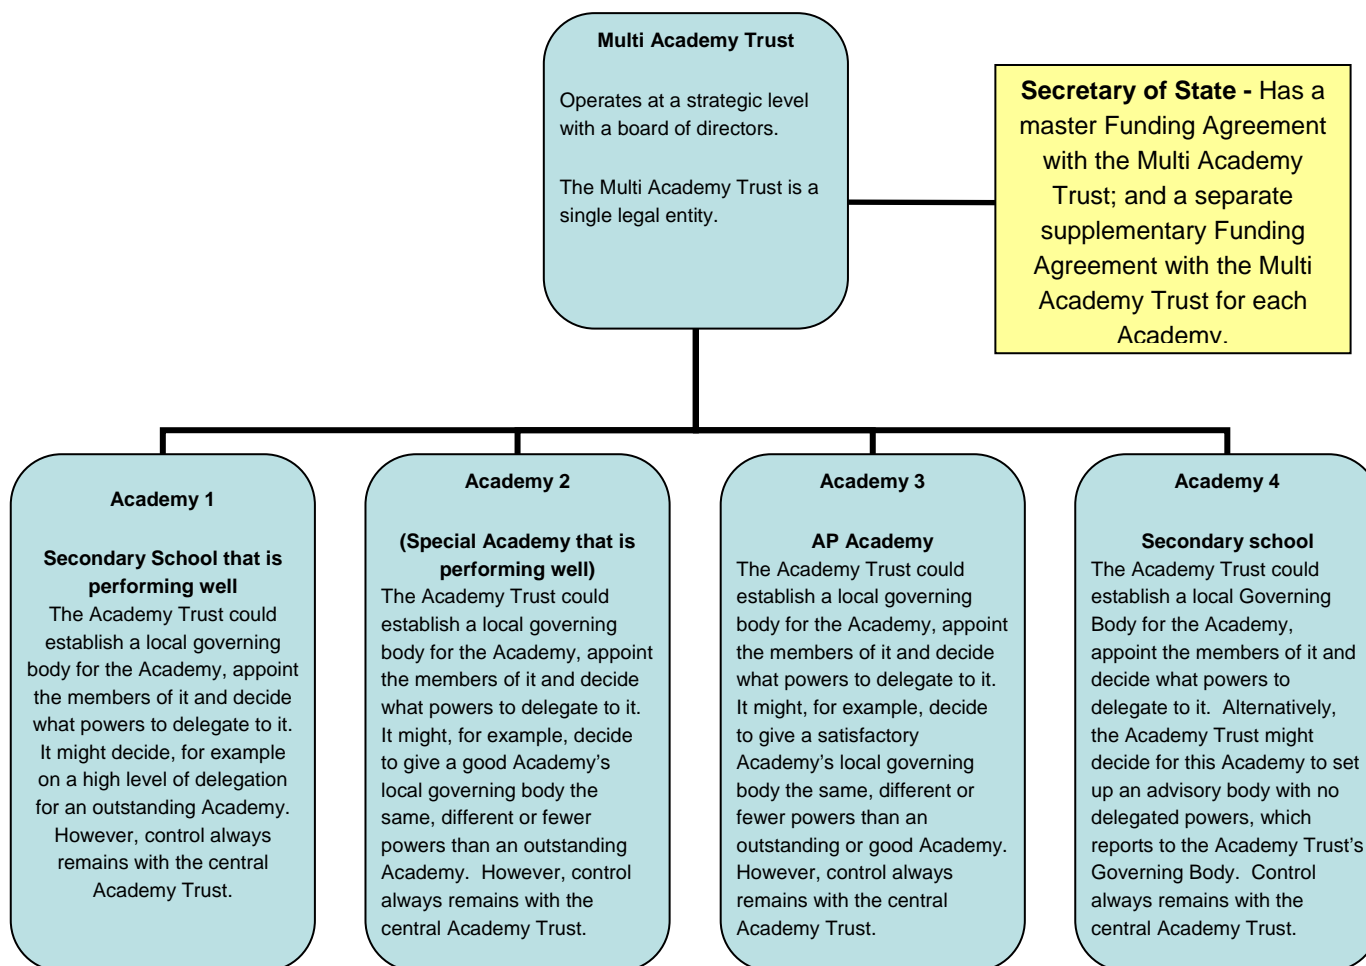 Multi Academy Trust
Operates at a strategic level
with a board of directors.
The Multi Academy Trust is a
single legal entity.
Secretary of State - Has a
master Funding Agreement
with the Multi Academy
Trust; and a separate
supplementary Funding
Agreement with the Multi
Academy Trust for each
Academy.
Academy 1
Secondary School that is
performing well
The Academy Trust could
establish a local governing
body for the Academy, appoint
the members of it and decide
what powers to delegate to it.
It might decide, for example
on a high level of delegation
for an outstanding Academy.
However, control always
remains with the central
Academy Trust.
Academy 2
(Special Academy that is
performing well)
The Academy Trust could
establish a local governing
body for the Academy, appoint
the members of it and decide
what powers to delegate to it.
It might, for example, decide
to give a good Academy's
local governing body the
same, different or fewer
powers than an outstanding
Academy.  However, control
always remains with the
central Academy Trust.
Academy 3
AP Academy
The Academy Trust could
establish a local governing
body for the Academy, appoint
the members of it and decide
what powers to delegate to it.
It might, for example, decide
to give a satisfactory
Academy's local governing
body the same, different or
fewer powers than an
outstanding or good Academy.
However, control always
remains with the central
Academy Trust.
Academy 4
Secondary school
The Academy Trust could
establish a local Governing
Body for the Academy,
appoint the members of it and
decide what powers to
delegate to it.  Alternatively,
the Academy Trust might
decide for this Academy to set
up an advisory body with no
delegated powers, which
reports to the Academy Trust's
Governing Body.  Control
always remains with the
central Academy Trust.